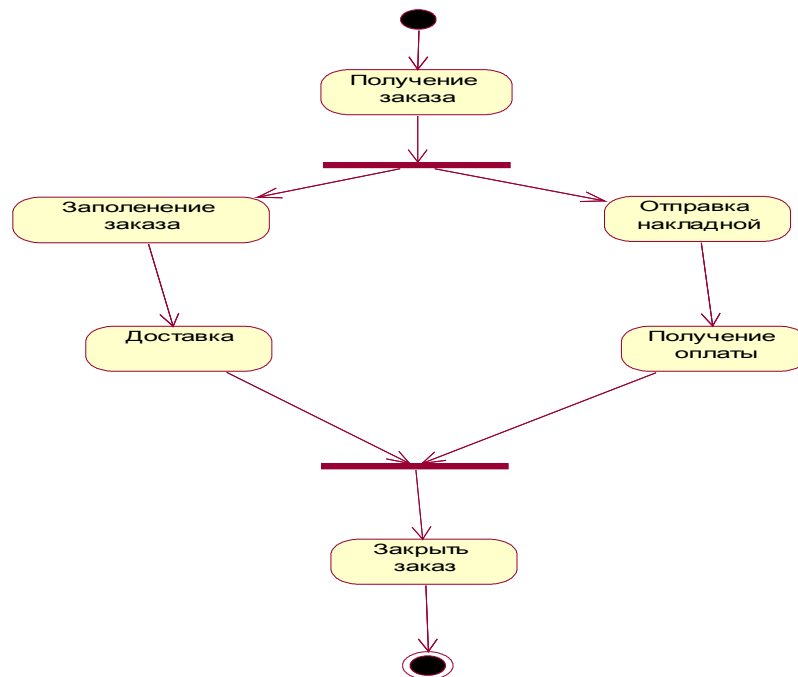 Получение
заказа
Заполенение
заказа
Отправка
накладной
Доставка
Получение
оплаты
Закрыть
заказ